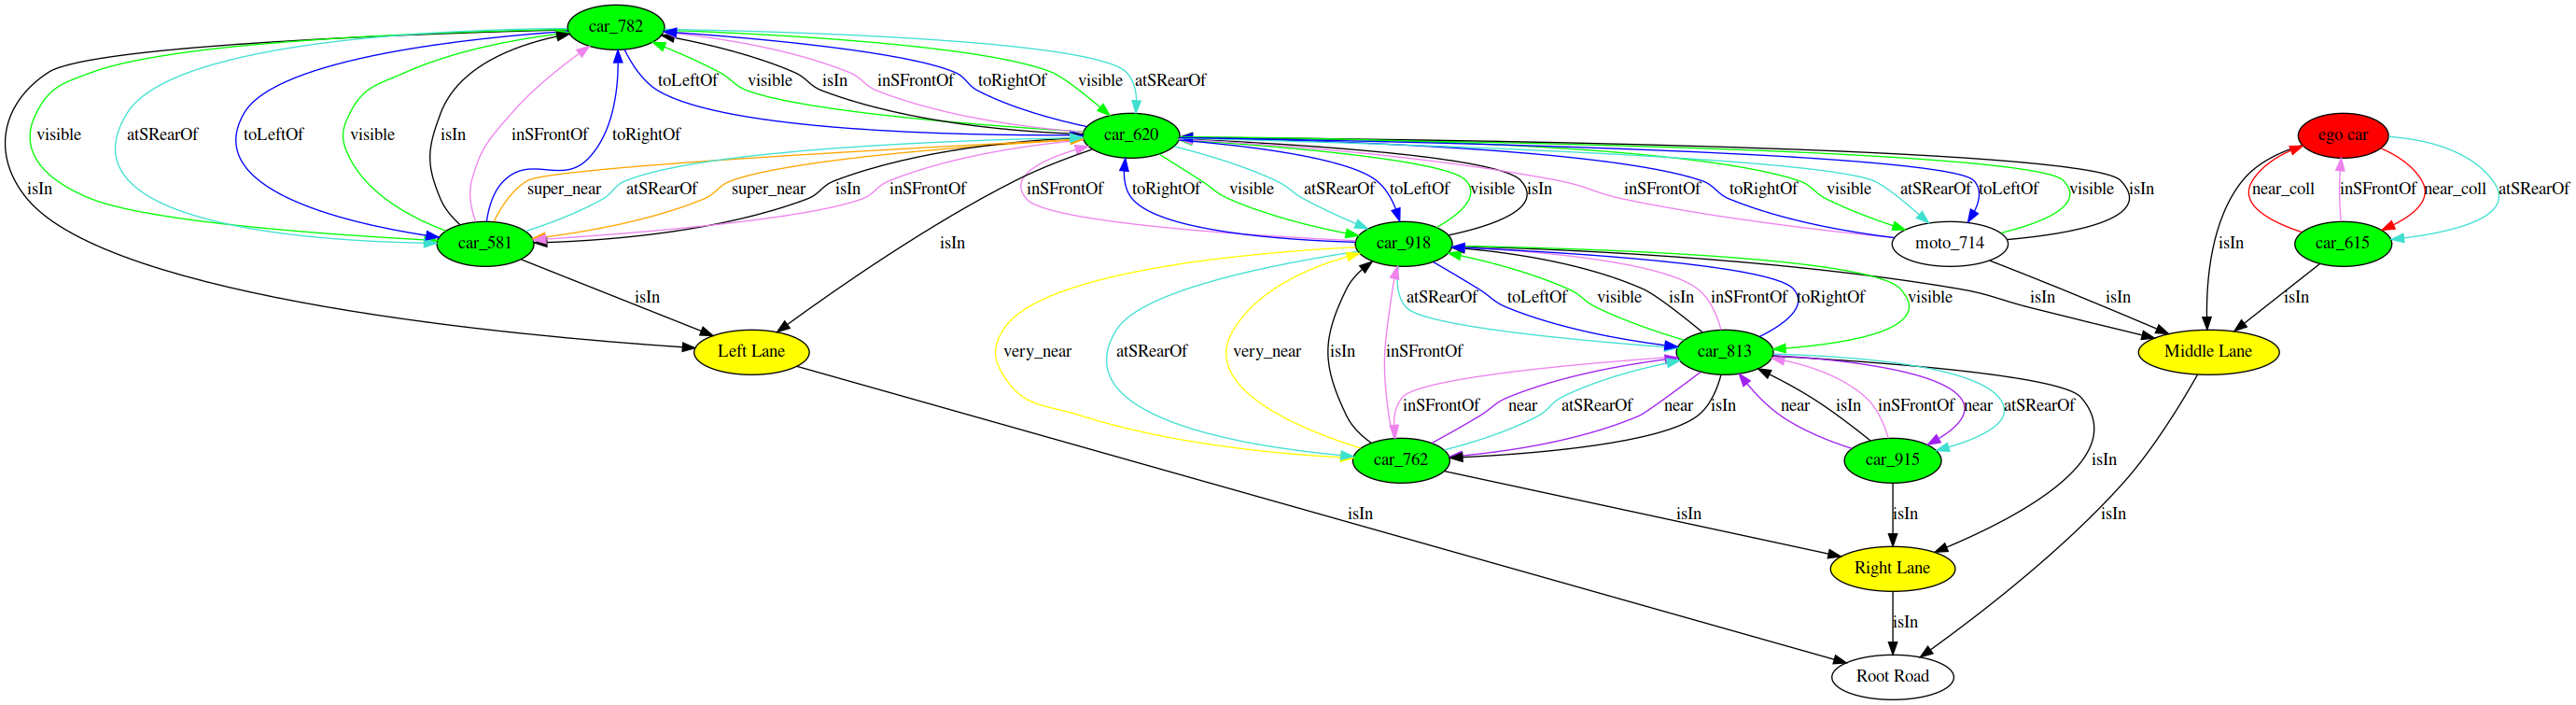 car_782
toLeftOf visible isIn inSFrontOf toRightOf visible atSRearOf
visible atSRearOf toLeftOf visible isIn inSFrontOf toRightOf car_620 ego car
isIn super_near atSRearOf super_near isIn inSFrontOf inSFrontOf toRightOf visible atSRearOf toLeftOf visible isIn inSFrontOf toRightOf visible atSRearOf toLeftOf visible isIn near_coll inSFrontOf near_coll atSRearOf
car_581 isIn car_918 moto_714 isIn car_615
isIn atSRearOf toLeftOf visible isIn inSFrontOf toRightOf visible isIn isIn isIn
Left Lane very_near atSRearOf very_near isIn inSFrontOf car_813 Middle Lane
inSFrontOf near atSRearOf near isIn near isIn inSFrontOf near atSRearOf
car_762 car_915 isIn
isIn isIn isIn isIn
Right Lane
isIn
Root Road